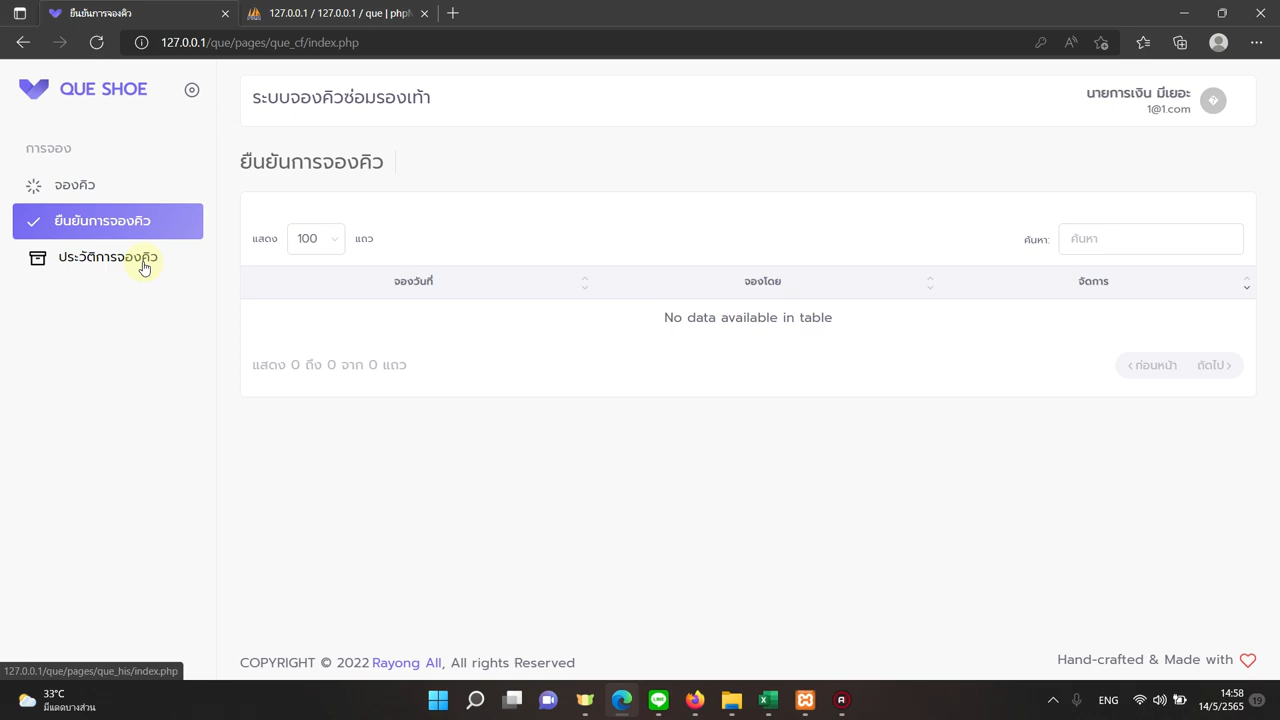 ยืนยันการจองคิว
127.0.0.1 / 127.0.0.1 / que | phpM
127.0.0.1/que/pages/que_cf/index.php
QUE SHOE
ระบบจองคิวซ่อมรองเท้า
นายการเงิน มีเยอะ
1@1.com
การจอง
จองคิว
ยืนยันการจองคิว
ประวัติการจองคิว
ยืนยันการจองคิว
แสดง 100 แถว
ค้นหา: ค้นหา
จองวันที่ จองโดย จัดการ
No data available in table
แสดง 0 ถึง 0 จาก 0 แถว
ก่อนหน้า ถัดไป
COPYRIGHT © 2022 Rayong All, All rights Reserved
Hand-crafted & Made with
127.0.0.1/que/pages/que_his/index.php
33°C
มีแดดบางส่วน
ENG
14:58
14/5/2565
19